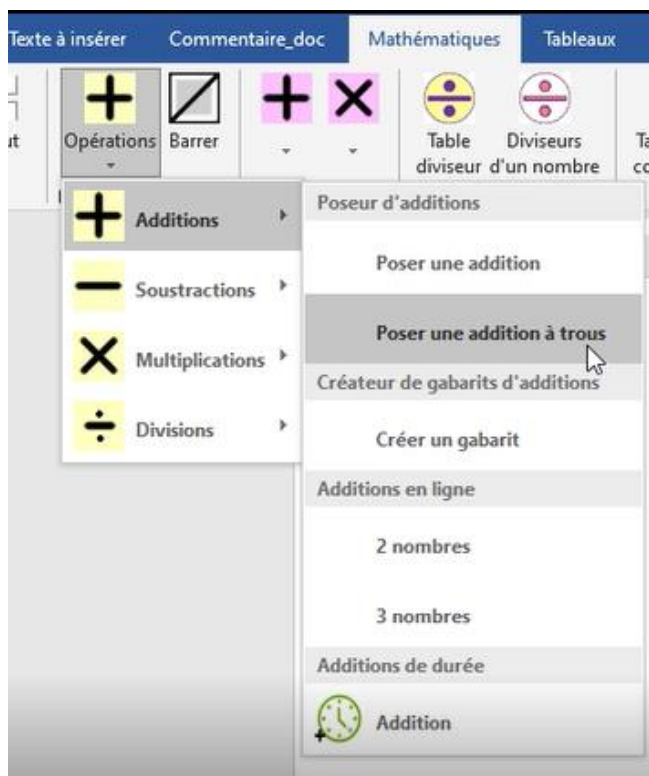 Texte à insérer Commentaire_doc Mathématiques Tableaux
Opérations Barrer Table Diviseurs
diviseur d'un nombre
Additions
Soustractions
Multiplications
Divisions
Poseur d'additions
Poser une addition
Poser une addition à trous
Créateur de gabarits d'additions
Créer un gabarit
Additions en ligne
2 nombres
3 nombres
Additions de durée
Addition